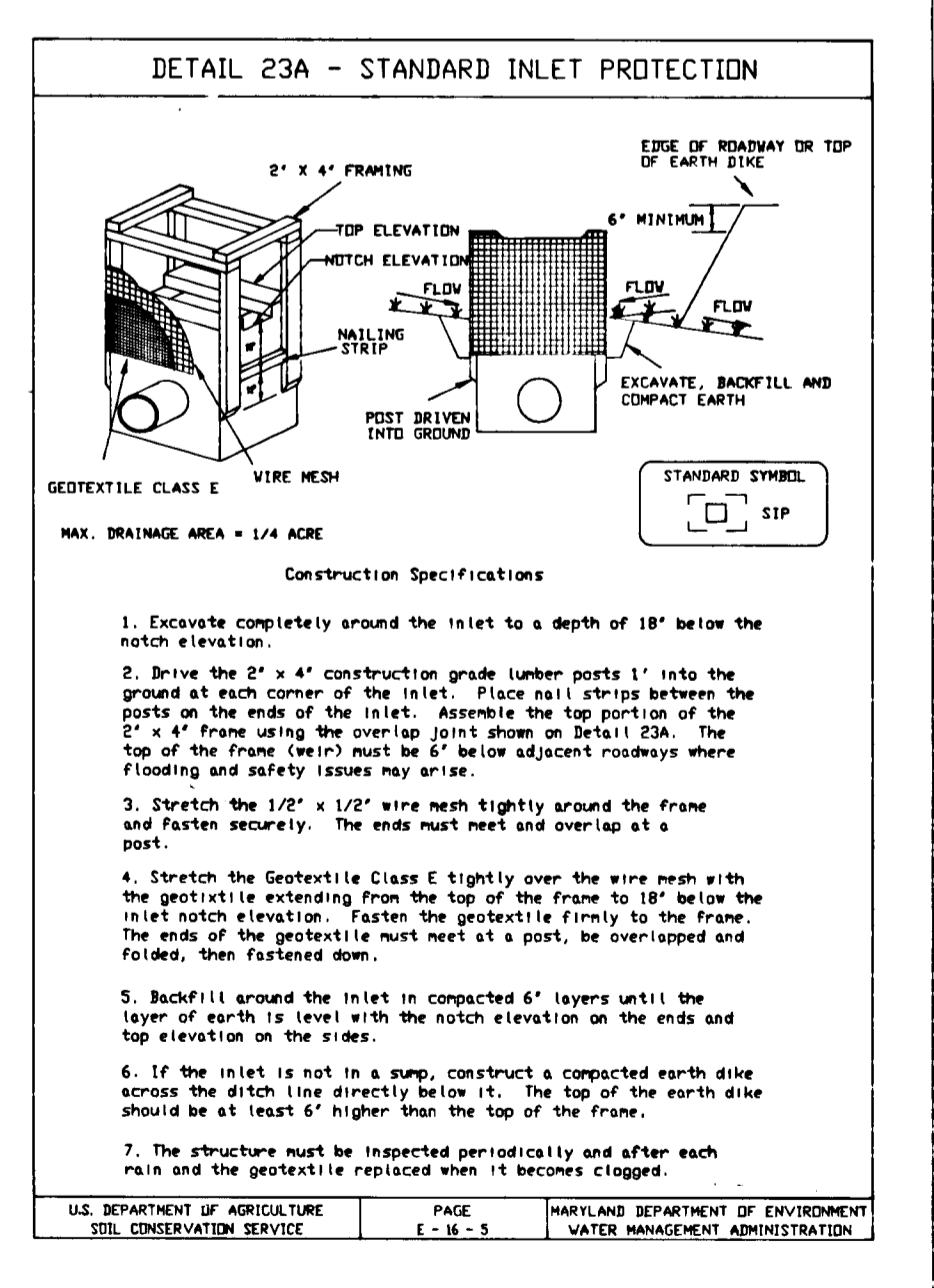 DETAIL 23A - STANDARD INLET PROTECTION
EDGE OF ROADWAY OR TOP
OF EARTH DIKE
2" X 4" FRAMING
6" MINIMUM
TOP ELEVATION
NOTCH ELEVATION
FLOW
FLOW
FLOW
NAILING
STRIP
EXCAVATE, BACKFILL AND
COMPACT EARTH
POST DRIVEN
INTO GROUND
WIRE MESH
GEOTEXTILE CLASS E
STANDARD SYMBOL
SIP
MAX. DRAINAGE AREA = 1/4 ACRE
Construction Specifications
1. Excavate completely around the inlet to a depth of 18" below the
notch elevation.
2. Drive the 2" x 4" construction grade lumber posts 1' into the
ground at each corner of the inlet. Place nail strips between the
posts on the ends of the inlet. Assemble the top portion of the
2" x 4" frame using the overlap joint shown on Detail 23A. The
top of the frame (weir) must be 6" below adjacent roadways where
flooding and safety issues may arise.
3. Stretch the 1/2" x 1/2" wire mesh tightly around the frame
and fasten securely. The ends must meet and overlap at a
post.
4. Stretch the Geotextile Class E tightly over the wire mesh with
the geotixtile extending from the top of the frame to 18" below the
inlet notch elevation. Fasten the geotextile firmly to the frame.
The ends of the geotextile must meet at a post, be overlapped and
folded, then fastened down.
5. Backfill around the inlet in compacted 6" layers until the
layer of earth is level with the notch elevation on the ends and
top elevation on the sides.
6. If the inlet is not in a sump, construct a compacted earth dike
across the ditch line directly below it. The top of the earth dike
should be at least 6" higher than the top of the frame.
7. The structure must be inspected periodically and after each
rain and the geotextile replaced when it becomes clogged.
U.S. DEPARTMENT OF AGRICULTURE
SOIL CONSERVATION SERVICE
PAGE
E - 16 - 5
MARYLAND DEPARTMENT OF ENVIRONMENT
WATER MANAGEMENT ADMINISTRATION